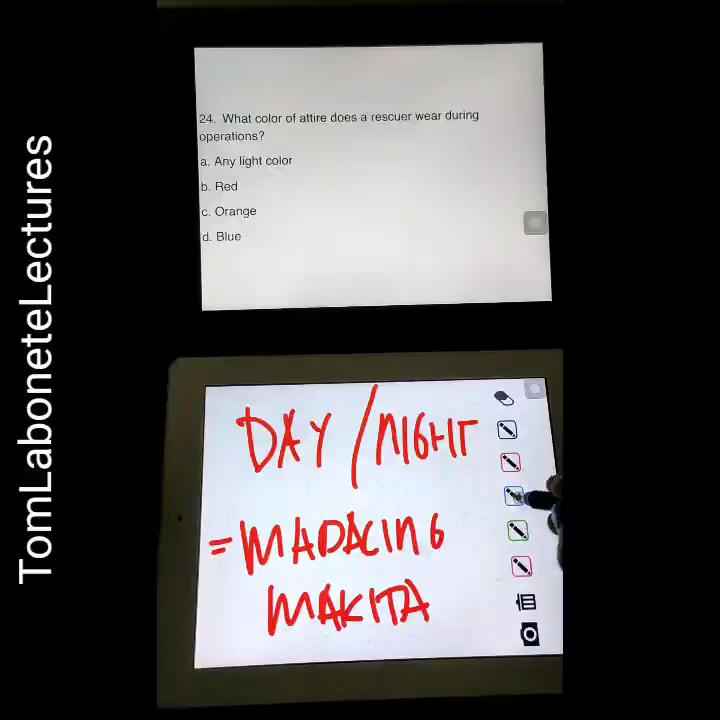 TomLaboneteLectures
24. What color of attire does a rescuer wear during
operations?
a. Any light color
b. Red
c. Orange
d. Blue
DAY / NIGHT
= MADACING
MAKITA